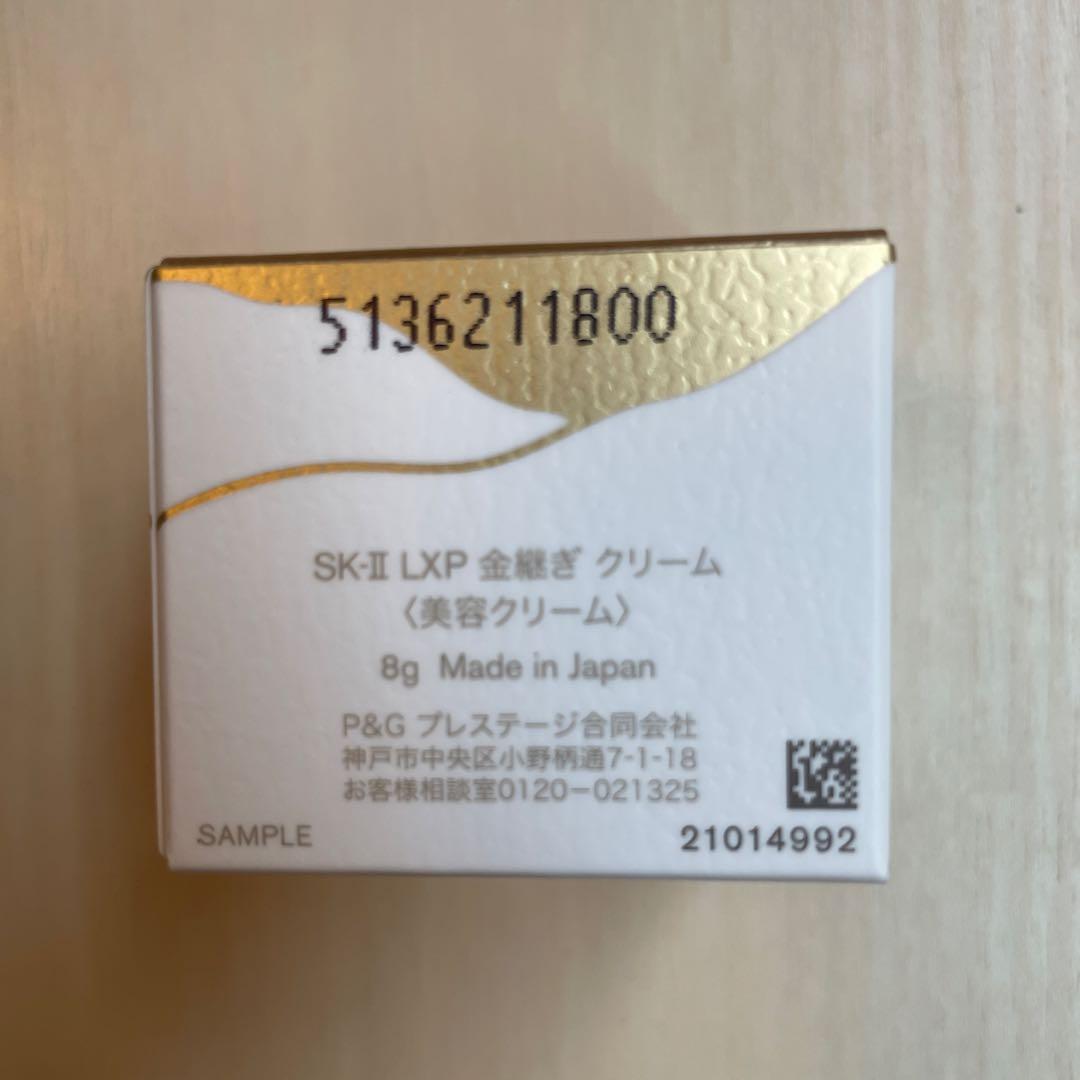 5136211800
SK-Ⅱ LXP 金継ぎ クリーム
〈美容クリーム〉
8g Made in Japan
P&G プレステージ合同会社
神戸市中央区小野柄通7-1-18
お客様相談室0120−021325
SAMPLE
21014992